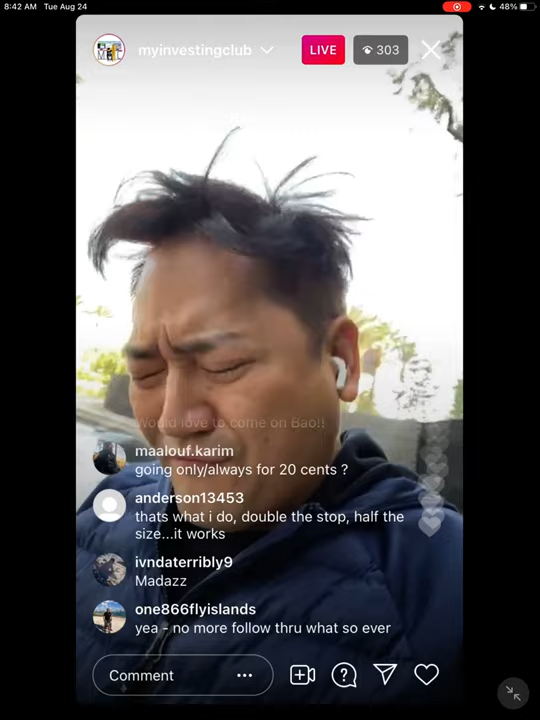 8:42 AM Tue Aug 24
48%
myinvestingclub
LIVE
303
Would love to come on Bao!!
maalouf.karim
going only/always for 20 cents ?
anderson13453
thats what i do, double the stop, half the
size...it works
ivndaterribly9
Madazz
one866flyislands
yea - no more follow thru what so ever
Comment